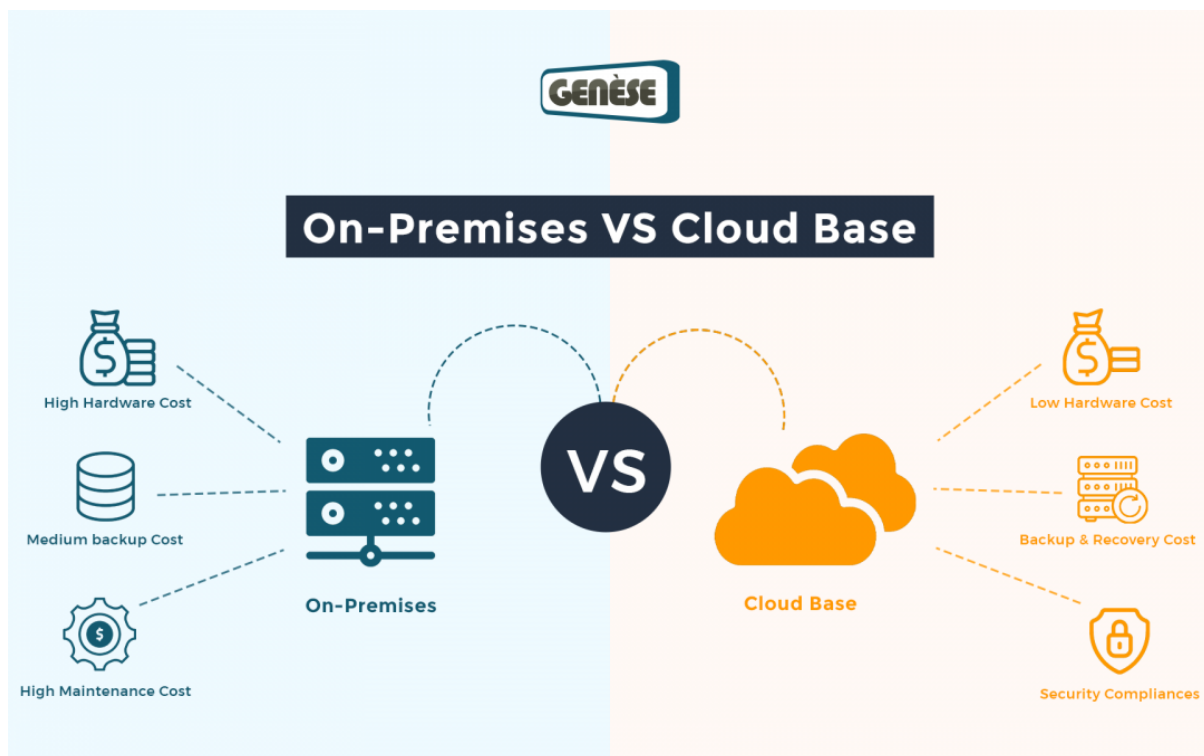 GENÈSE
On-Premises VS Cloud Base
High Hardware Cost
Medium backup Cost
High Maintenance Cost
On-Premises
VS
Cloud Base
Low Hardware Cost
Backup & Recovery Cost
Security Compliances